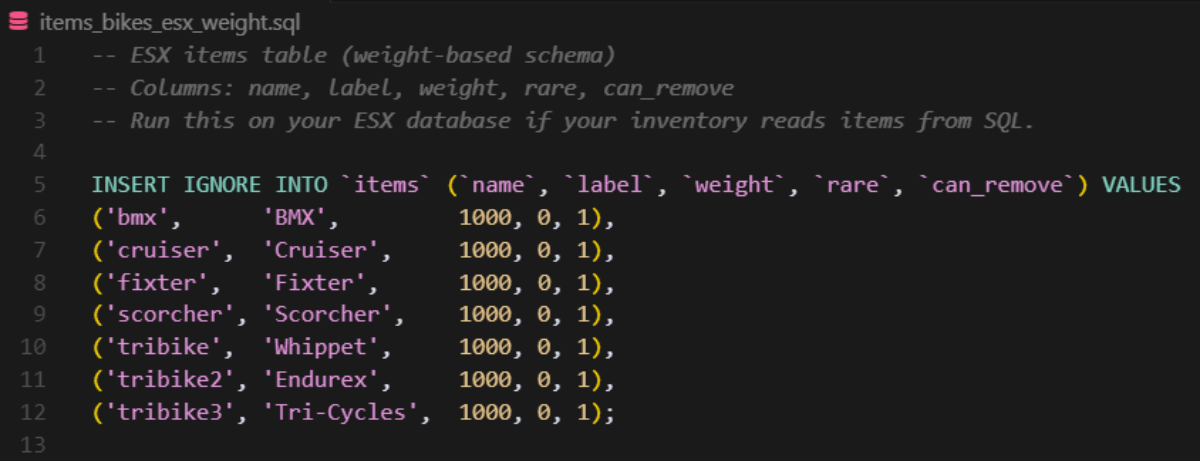 items_bikes_esx_weight.sql
1 -- ESX items table (weight-based schema)
2 -- Columns: name, label, weight, rare, can_remove
3 -- Run this on your ESX database if your inventory reads items from SQL.
4
5 INSERT IGNORE INTO `items` (`name`, `label`, `weight`, `rare`, `can_remove`) VALUES
6 ('bmx',      'BMX',          1000, 0, 1),
7 ('cruiser',  'Cruiser',      1000, 0, 1),
8 ('fixter',   'Fixter',       1000, 0, 1),
9 ('scorcher', 'Scorcher',     1000, 0, 1),
10 ('tribike',  'Whippet',      1000, 0, 1),
11 ('tribike2', 'Endurex',      1000, 0, 1),
12 ('tribike3', 'Tri-Cycles',   1000, 0, 1);
13